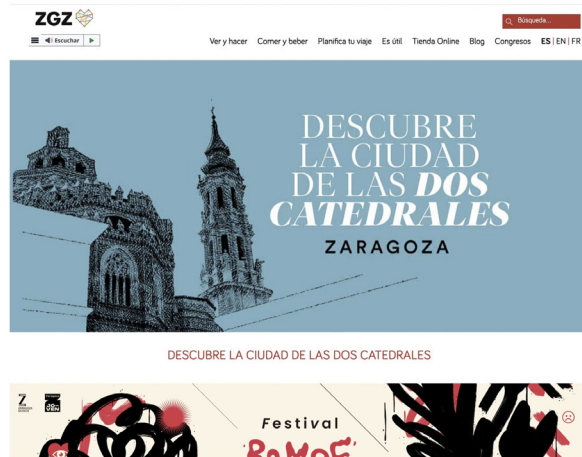 ZGZ
Búsqueda...
Escuchar
Ver y hacer Comer y beber Planifica tu viaje Es útil Tienda Online Blog Congresos ES | EN | FR
DESCUBRE
LA CIUDAD
DE LAS DOS
CATEDRALES
ZARAGOZA
DESCUBRE LA CIUDAD DE LAS DOS CATEDRALES
Festival